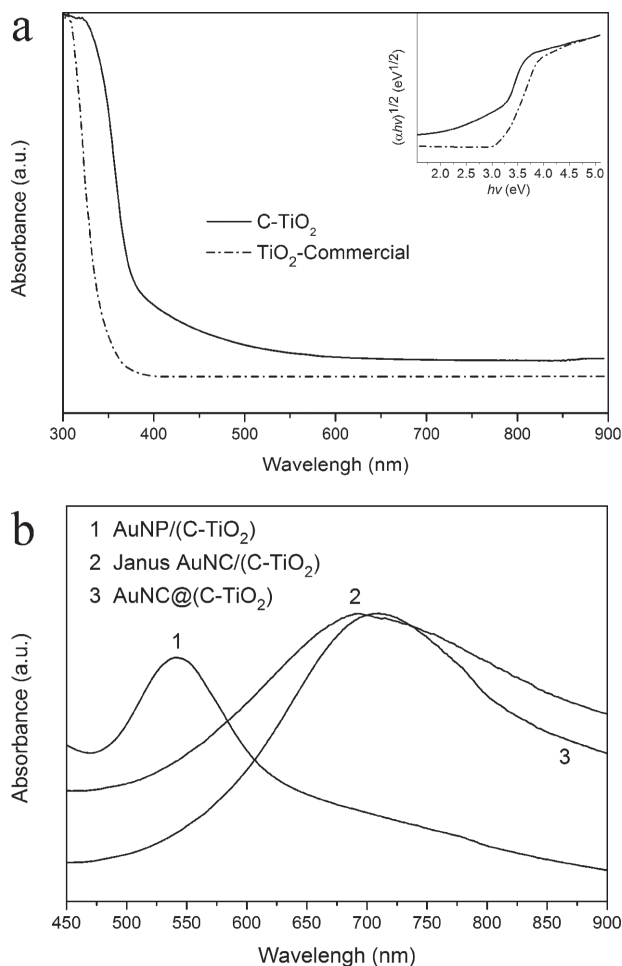 a
Absorbance (a.u.)
C-TiO₂
TiO₂-Commercial
300 400 500 600 700 800 900
Wavelengh (nm)
(αhv)^1/2 (eV^1/2)
2.0 2.5 3.0 3.5 4.0 4.5 5.0
hv (eV)
b
1 AuNP/(C-TiO₂)
2 Janus AuNC/(C-TiO₂)
3 AuNC@(C-TiO₂)
1
2
3
Absorbance (a.u.)
450 500 550 600 650 700 750 800 850 900
Wavelengh (nm)